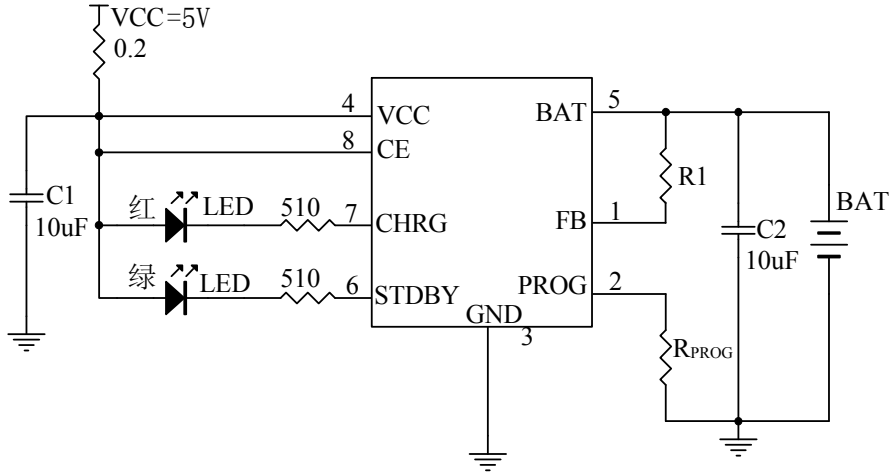 VCC=5V
0.2
4
VCC
BAT
5
8
CE
C1
10uF
红
LED
510
7
CHRG
FB
1
R1
C2
10uF
BAT
绿
LED
510
6
STDBY
PROG
2
GND
3
RPROG